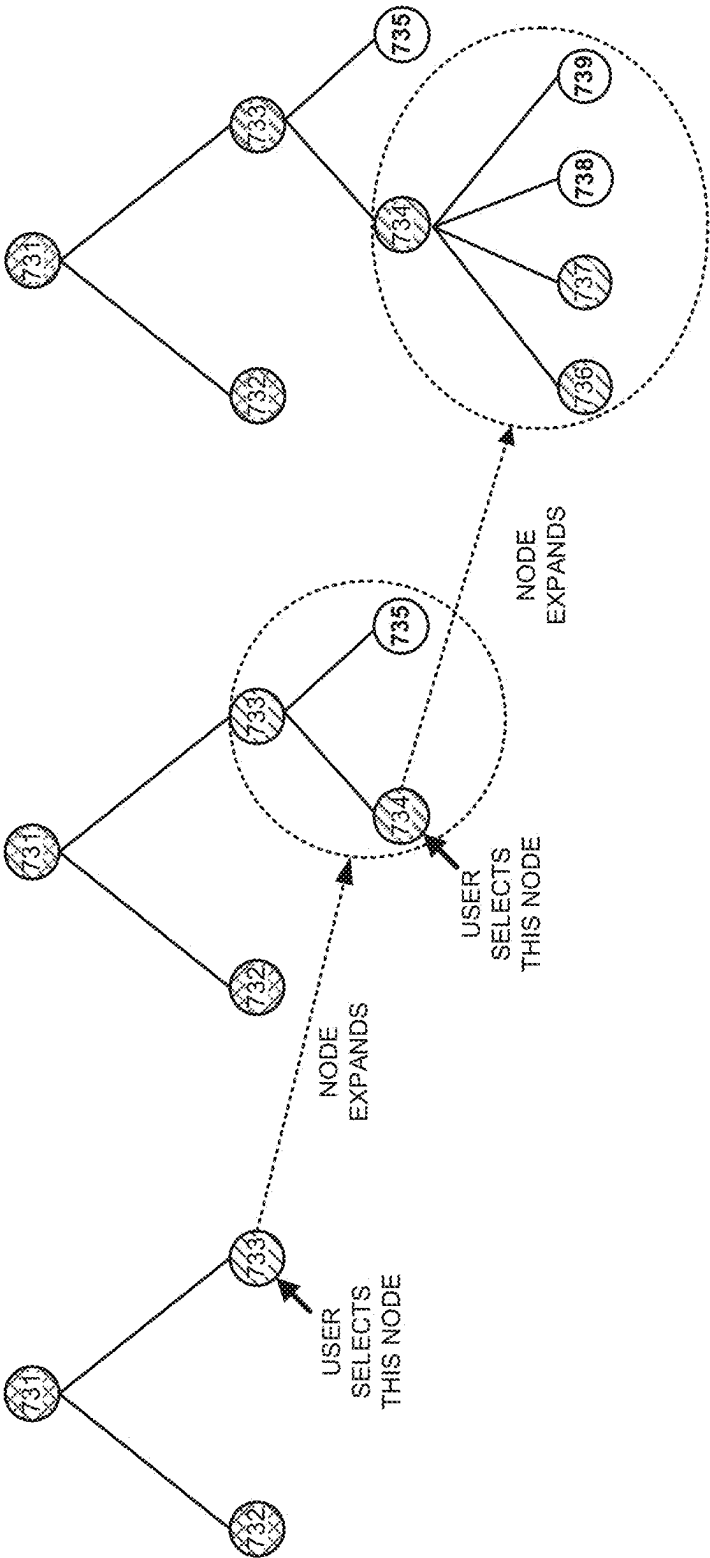 731
732
733
USER
SELECTS
THIS NODE
NODE
EXPANDS
731
732
733
734
735
USER
SELECTS
THIS NODE
NODE
EXPANDS
731
732
733
734
735
736
737
738
739